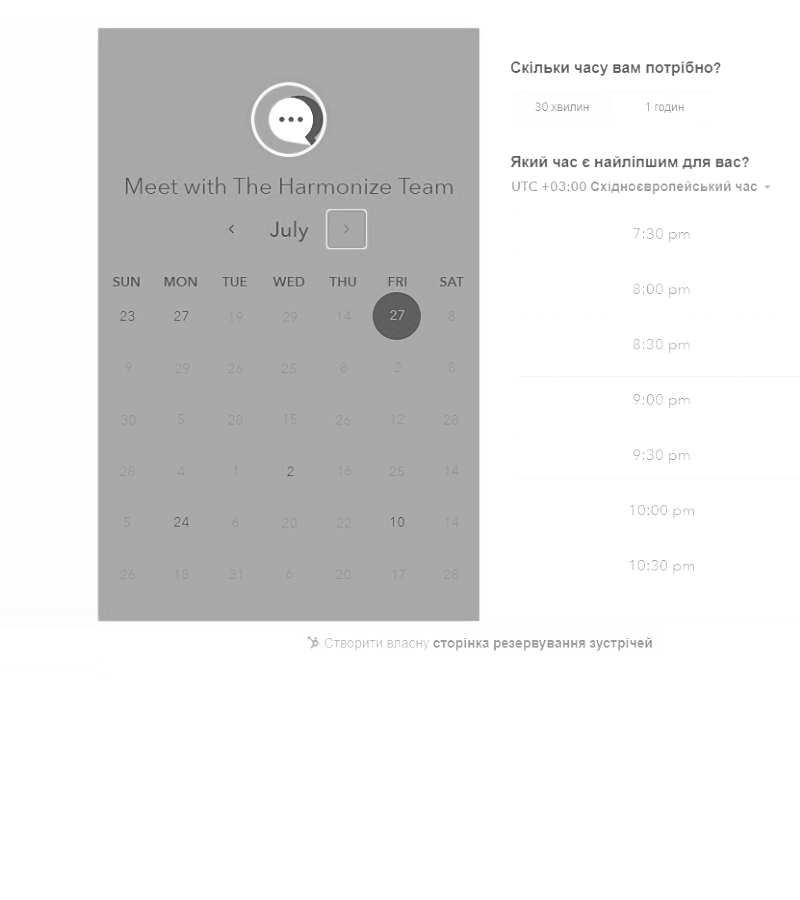 Meet with The Harmonize Team
July
SUN MON TUE WED THU FRI SAT
23 27 19 29 14 27 8
9 29 26 25 8 2 8
30 5 28 15 26 12 28
28 4 1 2 16 25 14
5 24 6 20 22 10 14
26 18 31 6 20 17 28
Скільки часу вам потрібно?
30 хвилин 1 годин
Який час є найліпшим для вас?
UTC +03:00 Східноєвропейський час
7:30 pm
8:00 pm
8:30 pm
9:00 pm
9:30 pm
10:00 pm
10:30 pm
Створити власну сторінка резервування зустрічей